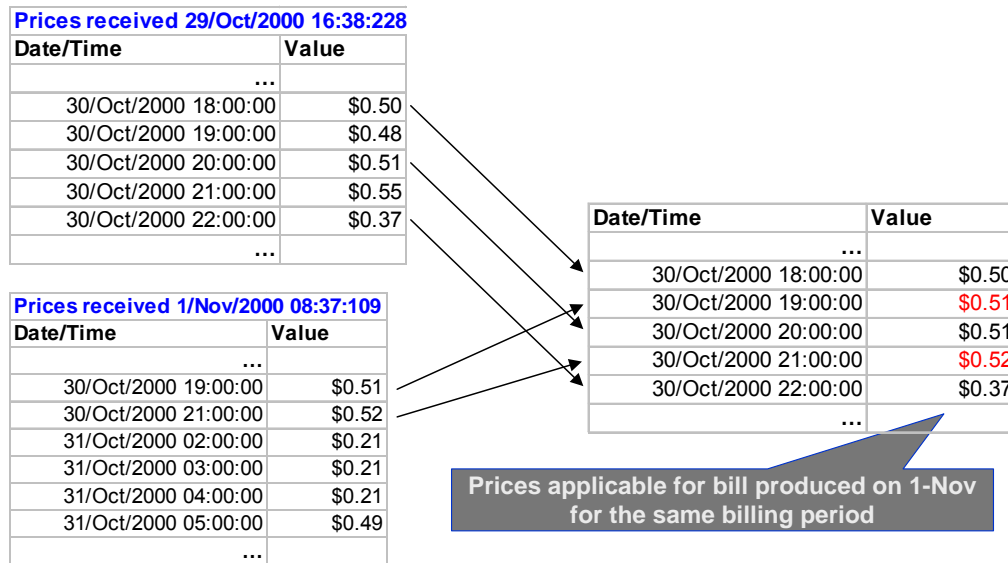 Prices received 29/Oct/2000 16:38:228
Date/Time Value
...
30/Oct/2000 18:00:00 $0.50
30/Oct/2000 19:00:00 $0.48
30/Oct/2000 20:00:00 $0.51
30/Oct/2000 21:00:00 $0.55
30/Oct/2000 22:00:00 $0.37
...
Prices received 1/Nov/2000 08:37:109
Date/Time Value
...
30/Oct/2000 19:00:00 $0.51
30/Oct/2000 21:00:00 $0.52
31/Oct/2000 02:00:00 $0.21
31/Oct/2000 03:00:00 $0.21
31/Oct/2000 04:00:00 $0.21
31/Oct/2000 05:00:00 $0.49
...
Date/Time Value
...
30/Oct/2000 18:00:00 $0.50
30/Oct/2000 19:00:00 $0.51
30/Oct/2000 20:00:00 $0.51
30/Oct/2000 21:00:00 $0.52
30/Oct/2000 22:00:00 $0.37
...
Prices applicable for bill produced on 1-Nov
for the same billing period